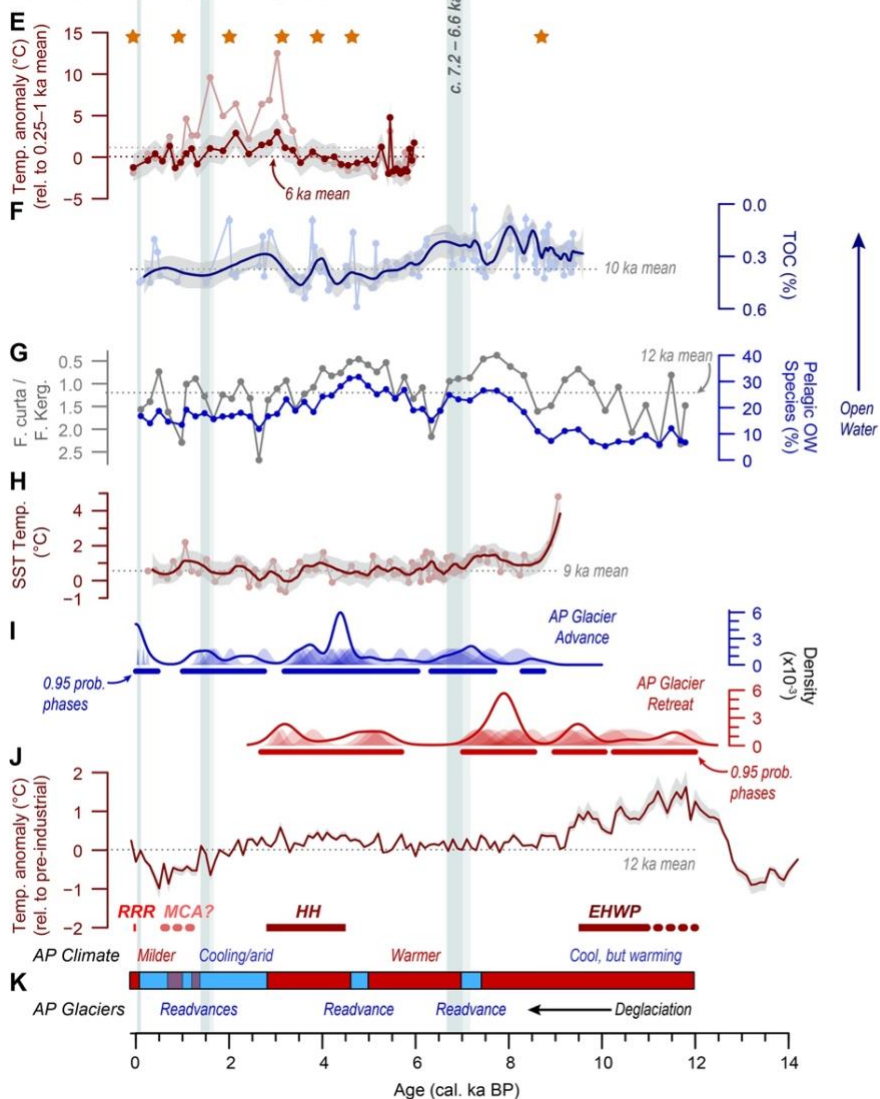 E
15
10
5
0
−5
Temp. anomaly (°C)
(rel. to 0.25–1 ka mean)
c. 7.2 – 6.6 ka
6 ka mean
F
0.0
0.3
0.6
TOC (%)
10 ka mean
G
0.5
1.0
1.5
2.0
2.5
F. curta /
F. Kerg.
12 ka mean
40
30
20
10
0
Pelagic OW
Species (%)
Open
Water
H
4
2
0
−1
SST Temp.
(°C)
9 ka mean
I
AP Glacier
Advance
6
3
0
0.95 prob.
phases
Density
(x10⁻³)
AP Glacier
Retreat
6
3
0
0.95 prob.
phases
J
2
1
0
−1
−2
Temp. anomaly (°C)
(rel. to pre-industrial)
12 ka mean
RRR MCA? HH EHWP
AP Climate Milder Cooling/arid Warmer Cool, but warming
K
AP Glaciers Readvances Readvance Readvance Deglaciation
0 2 4 6 8 10 12 14
Age (cal. ka BP)